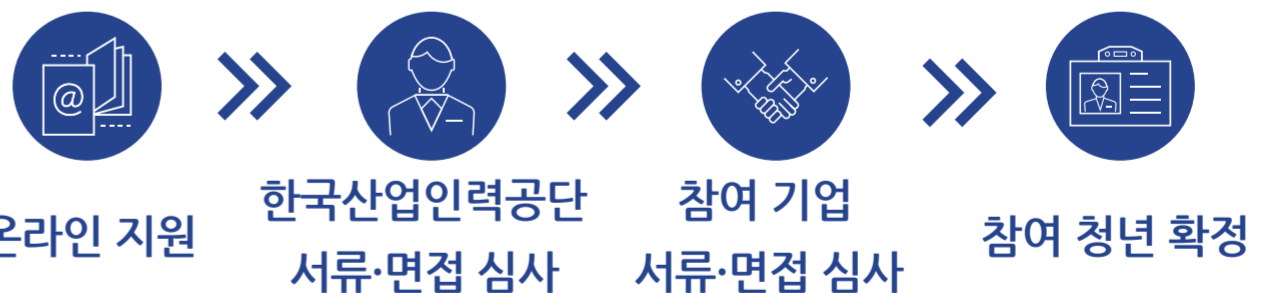 @
온라인 지원
한국산업인력공단
서류·면접 심사
참여 기업
서류·면접 심사
참여 청년 확정